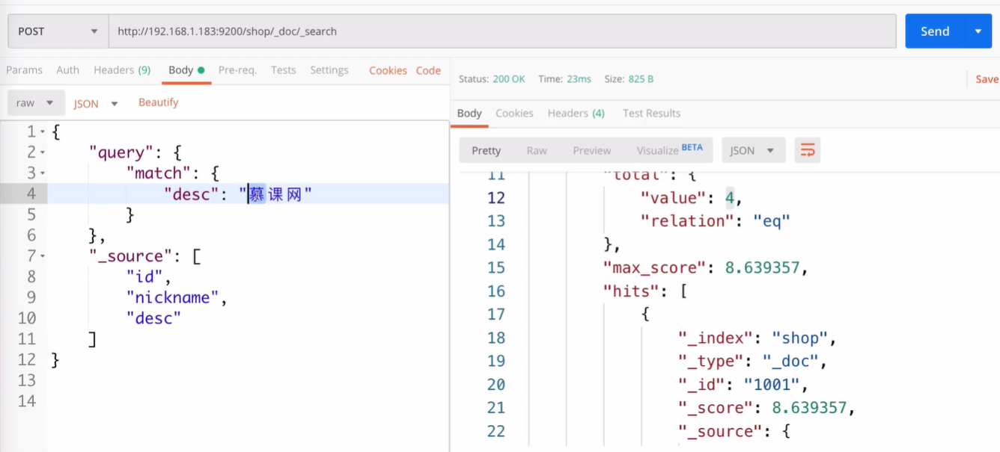 POST http://192.168.1.183:9200/shop/_doc/_search Send
Params Auth Headers (9) Body Pre-req. Tests Settings Cookies Code
raw JSON Beautify
1 {
2 "query": {
3 "match": {
4 "desc": "慕课网"
5 }
6 },
7 "_source": [
8 "id",
9 "nickname",
10 "desc"
11 ]
12 }
13
14
Status: 200 OK Time: 23ms Size: 825 B Save
Body Cookies Headers (4) Test Results
Pretty Raw Preview Visualize BETA JSON
11 "total": {
12 "value": 4,
13 "relation": "eq"
14 },
15 "max_score": 8.639357,
16 "hits": [
17 {
18 "_index": "shop",
19 "_type": "_doc",
20 "_id": "1001",
21 "_score": 8.639357,
22 "_source": {